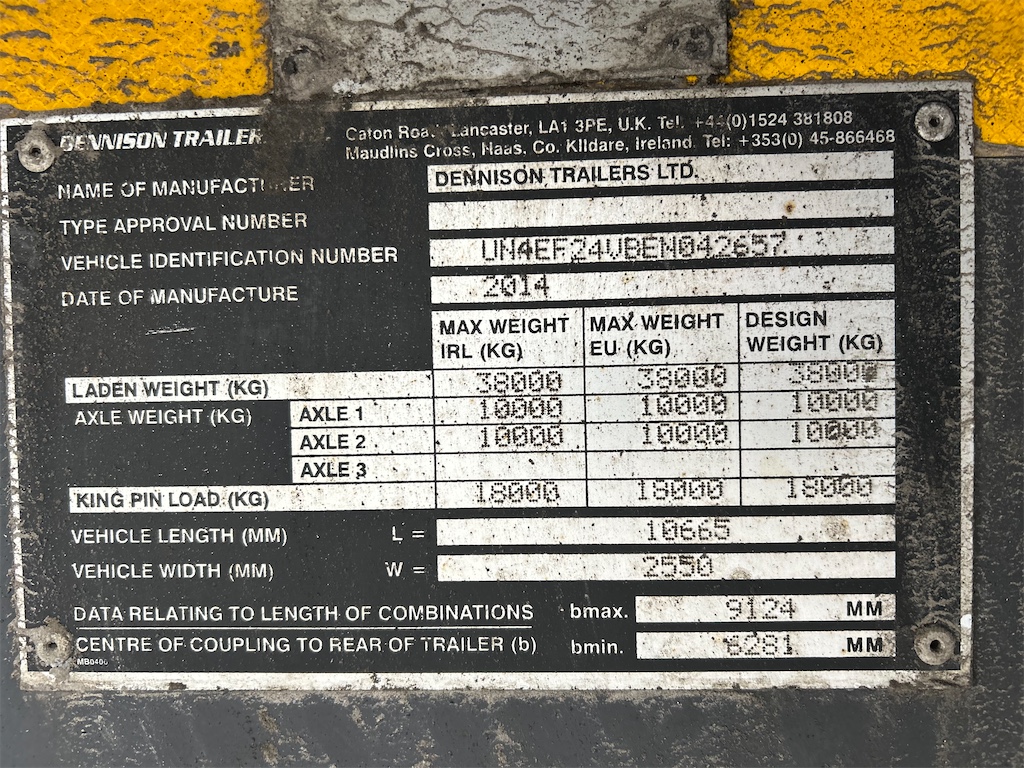 3M
DENNISON TRAILER
Caton Road, Lancaster, LA1 3PE, U.K. Tel: +44(0)1524 381808
Maudlins Cross, Naas, Co. Kildare, Ireland. Tel: +353(0) 45-866468
NAME OF MANUFACTURER DENNISON TRAILERS LTD.
TYPE APPROVAL NUMBER
VEHICLE IDENTIFICATION NUMBER UN4EF24VBEN042657
DATE OF MANUFACTURE 2014
MAX WEIGHT IRL (KG) MAX WEIGHT EU (KG) DESIGN WEIGHT (KG)
LADEN WEIGHT (KG) 38000 38000 38000
AXLE WEIGHT (KG) AXLE 1 10000 10000 10000
AXLE 2 10000 10000 10000
AXLE 3
KING PIN LOAD (KG) 18000 18000 18000
VEHICLE LENGTH (MM) L = 10665
VEHICLE WIDTH (MM) W = 2550
DATA RELATING TO LENGTH OF COMBINATIONS bmax. 9124 MM
CENTRE OF COUPLING TO REAR OF TRAILER (b) bmin. 8281 MM